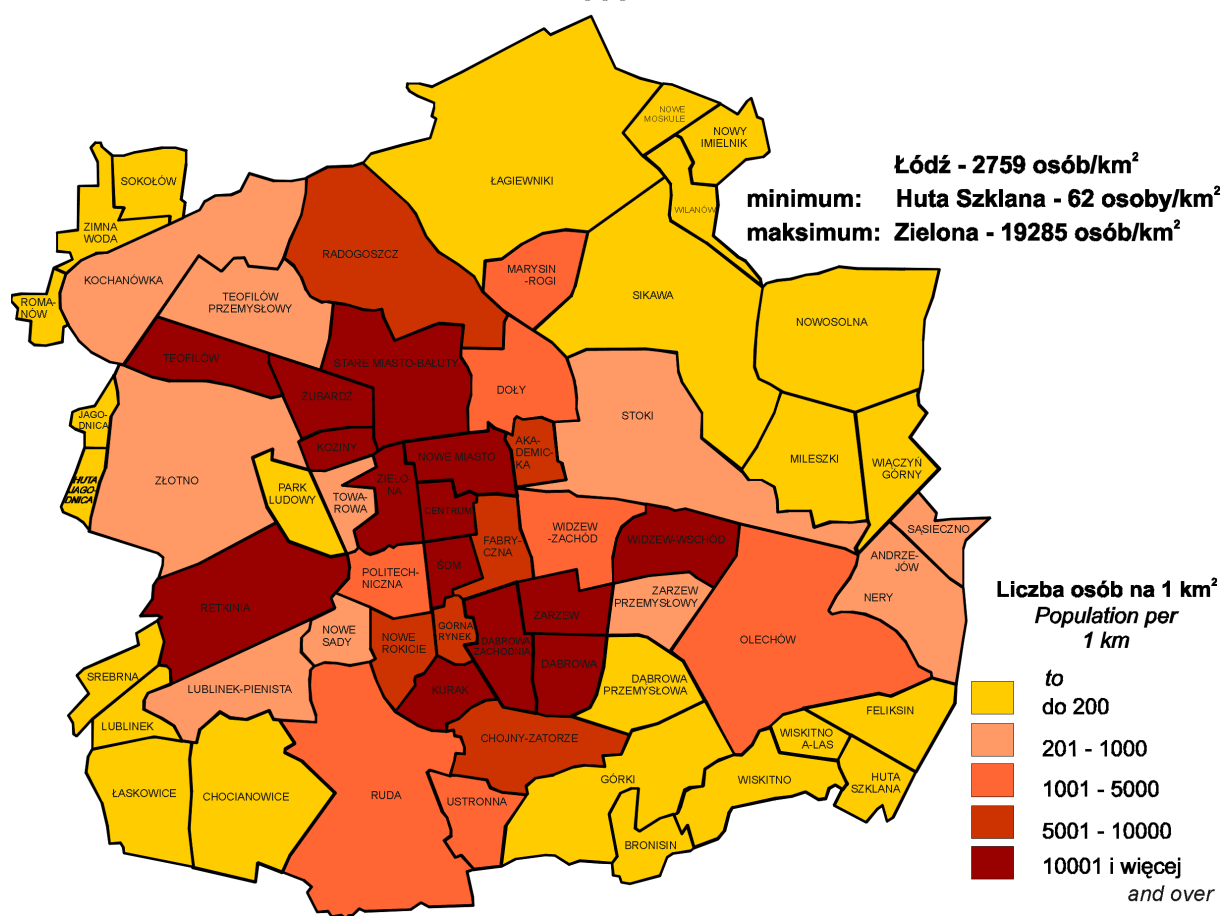 NOWE
MOSKULE
NOWY
IMIELNIK
Łódź - 2759 osób/km²
minimum: Huta Szklana - 62 osoby/km²
maksimum: Zielona - 19285 osób/km²
SOKOŁÓW
ŁAGIEWNIKI
WILANÓW
ZIMNA
WODA
RADOGOSZCZ
MARYSIN
-ROGI
KOCHANÓWKA
TEOFILÓW
PRZEMYSŁOWY
SIKAWA
ROMA-
NÓW
NOWOSOLNA
TEOFILÓW
STARE MIASTO-BAŁUTY
ŻUBARDŹ
DOŁY
JAGO-
DNICA
STOKI
KOZINY
NOWE MIASTO
AKA-
DEMIC-
KA
MILESZKI
WIĄCZYŃ
GÓRNY
HUTA
JAGO-
DNICA
ZŁOTNO
PARK
LUDOWY
TOWA-
ROWA
ZIELO
NA
CENTRUM
FABRY-
CZNA
WIDZEW
-ZACHÓD
WIDZEW-WSCHÓD
SĄSIECZNO
ANDRZE-
JÓW
NERY
POLITECH-
NICZNA
RETKINIA
ZARZEW
PRZEMYSŁOWY
ZARZEW
NOWE
SADY
NOWE
ROKICIE
GÓRNA
RYNEK
DĄBROWA
ZACHODNIA
DĄBROWA
OLECHÓW
SREBRNA
LUBLINEK-PIENISTA
KURAK
DĄBROWA
PRZEMYSŁOWA
LUBLINEK
CHOJNY-ZATORZE
FELIKSIN
WISKITNO
A-LAS
ŁASKOWICE
CHOCIANOWICE
RUDA
USTRONNA
GÓRKI
WISKITNO
HUTA
SZKLANA
BRONISIN
Liczba osób na 1 km²
Population per
1 km
to
do 200
201 - 1000
1001 - 5000
5001 - 10000
10001 i więcej
and over